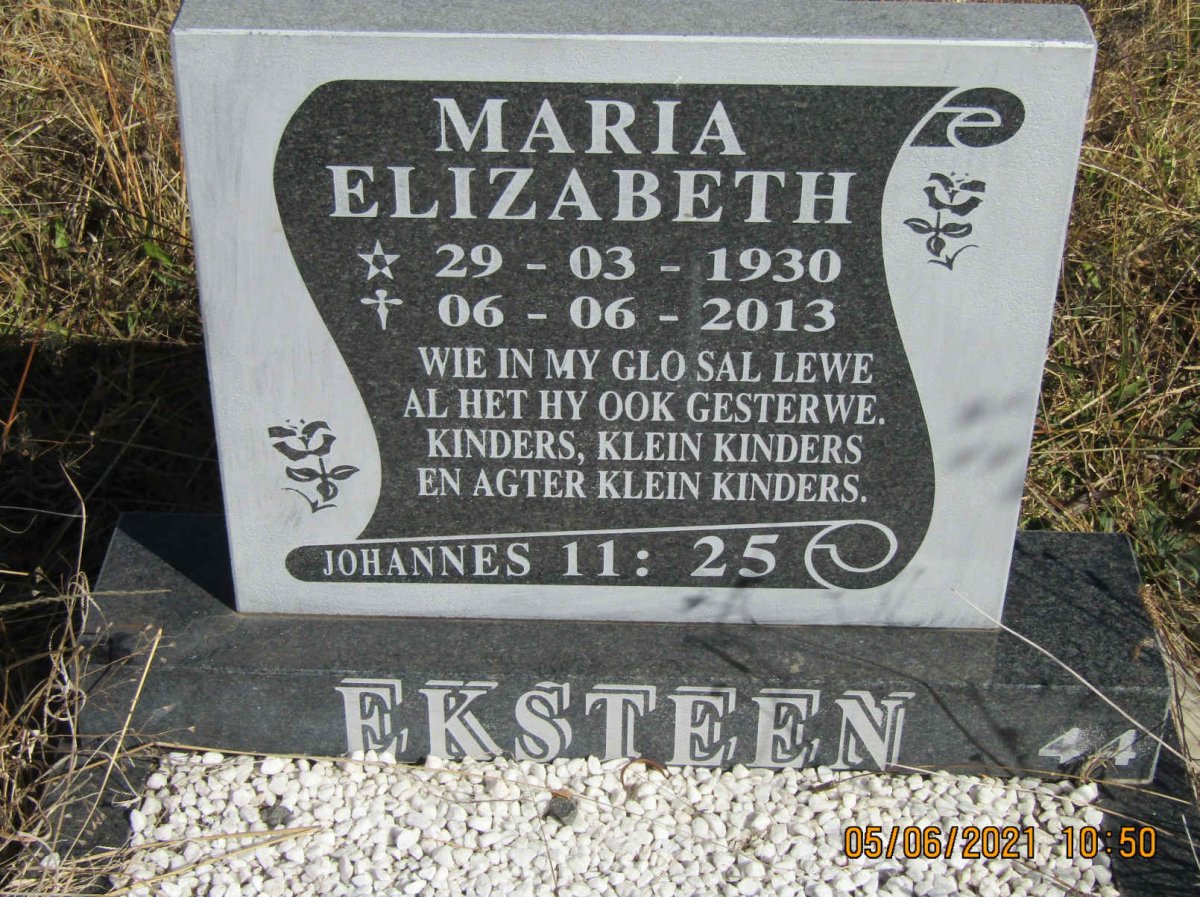 MARIA
ELIZABETH
29 - 03 - 1930
06 - 06 - 2013
WIE IN MY GLO SAL LEWE
AL HET HY OOK GESTERWE.
KINDERS, KLEIN KINDERS
EN AGTER KLEIN KINDERS.
JOHANNES 11: 25
EKSTEEN
44
05/06/2021 10:50